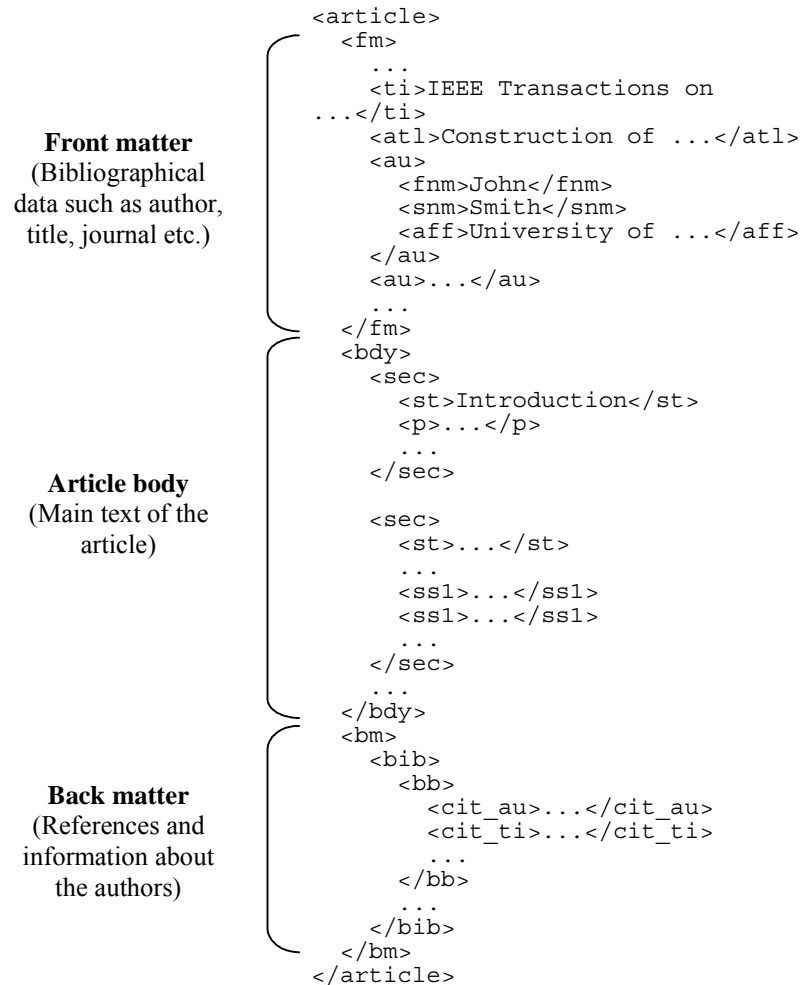 <article>
<fm>
...
<ti>IEEE Transactions on
...</ti>
<atl>Construction of ...</atl>
<au>
<fnm>John</fnm>
<snm>Smith</snm>
<aff>University of ...</aff>
</au>
<au>...</au>
...
</fm>
Front matter
(Bibliographical
data such as author,
title, journal etc.)
<bdy>
<sec>
<st>Introduction</st>
<p>...</p>
...
</sec>
<sec>
<st>...</st>
...
<ss1>...</ss1>
<ss1>...</ss1>
...
</sec>
...
</bdy>
Article body
(Main text of the
article)
<bm>
<bib>
<bb>
<cit_au>...</cit_au>
<cit_ti>...</cit_ti>
...
</bb>
...
</bib>
</bm>
</article>
Back matter
(References and
information about
the authors)